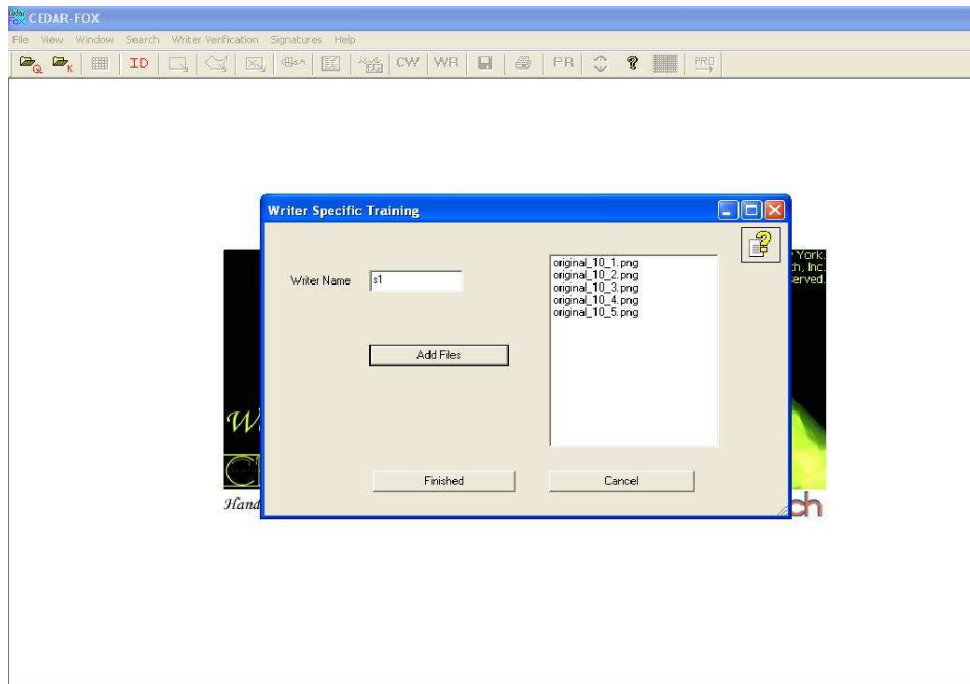 CEDAR-FOX
File View Window Search Writer Verification Signatures Help
Q K ID CW WR PR ? PRO
Writer Specific Training
York.
h, Inc.
erved.
Writer Name s1
original_10_1.png
original_10_2.png
original_10_3.png
original_10_4.png
original_10_5.png
Add Files
Finished Cancel
Hand
ch